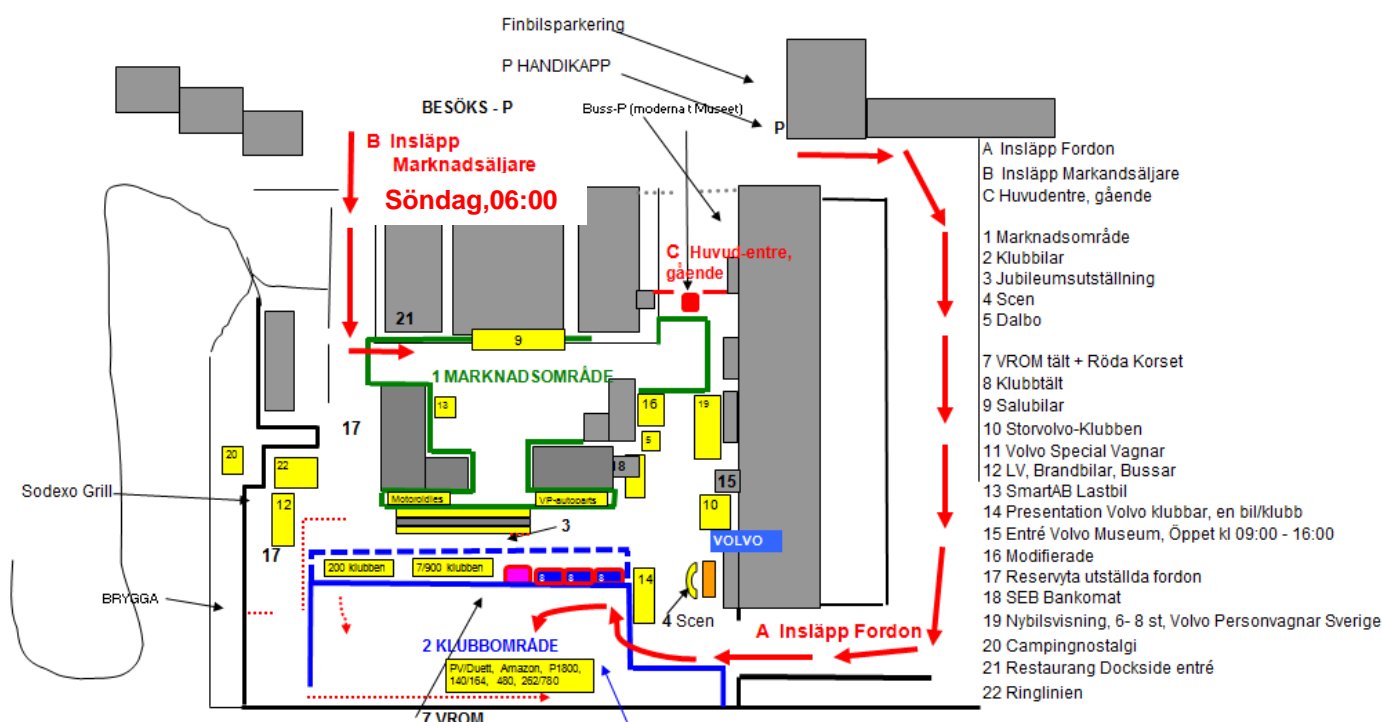 Finbilsparkering
P HANDIKAPP
BESÖKS - P
Buss-P (moderna t Museet)
P
B Insläpp
Marknadsäljare
Söndag,06:00
C Huvud-entre,
gående
21
9
1 MARKNADSOMRÅDE
13
16
19
17
5
20
22
18
15
Sodexo Grill
12
Motoroldies
VP-autoparts
10
3
17
VOLVO
200 klubben
7/900 klubben
8
8
8
14
BRYGGA
4 Scen
A Insläpp Fordon
2 KLUBBOMRÅDE
PV/Duett, Amazon, P1800,
140/164, 480, 262/780
7 VROM
A Insläpp Fordon
B Insläpp Markandsäljare
C Huvudentre, gående
1 Marknadsområde
2 Klubbilar
3 Jubileumsutställning
4 Scen
5 Dalbo
7 VROM tält + Röda Korset
8 Klubbtält
9 Salubilar
10 Storvolvo-Klubben
11 Volvo Special Vagnar
12 LV, Brandbilar, Bussar
13 SmartAB Lastbil
14 Presentation Volvo klubbar, en bil/klubb
15 Entré Volvo Museum, Öppet kl 09:00 - 16:00
16 Modifierade
17 Reservyta utställda fordon
18 SEB Bankomat
19 Nybilsvisning, 6- 8 st, Volvo Personvagnar Sverige
20 Campingnostalgi
21 Restaurang Dockside entré
22 Ringlinien